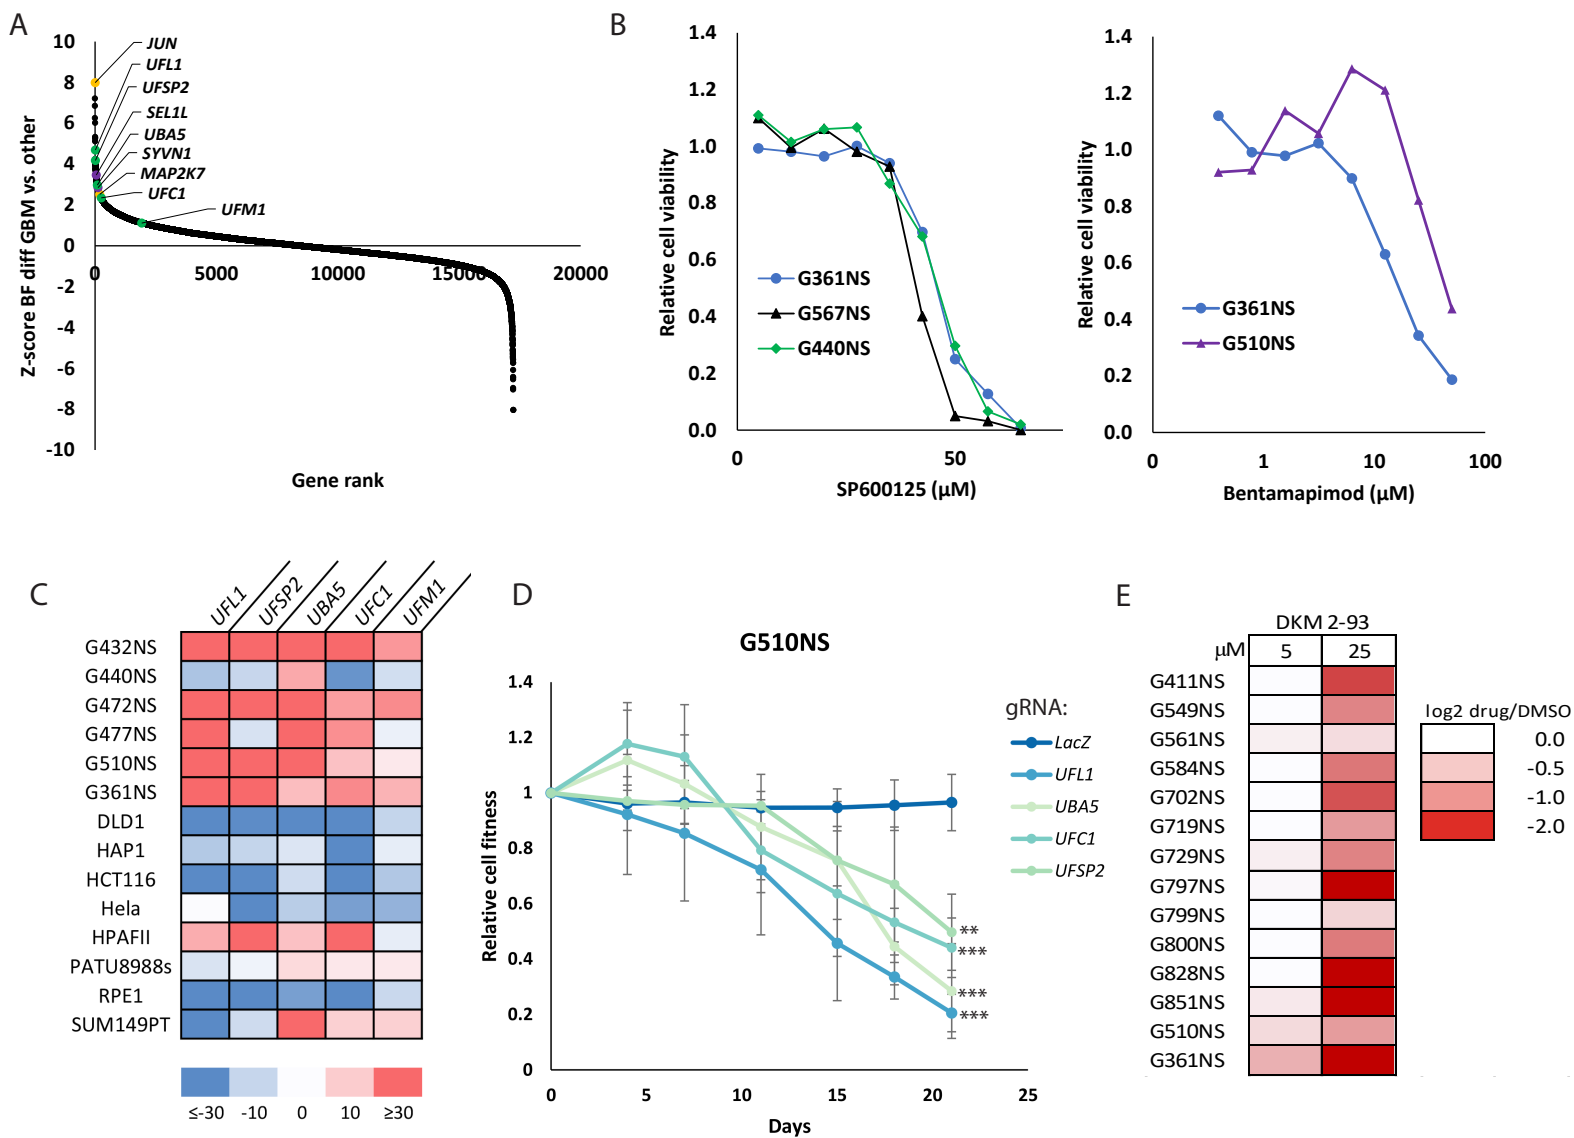 A
Z-score BF diff GBM vs. other
10
8
6
4
2
0
-2
-4
-6
-8
-10
JUN
UFL1
UFSP2
SEL1L
UBA5
SYVN1
MAP2K7
UFC1
UFM1
0 5000 10000 15000 20000
Gene rank
B
Relative cell viability
1.4
1.2
1.0
0.8
0.6
0.4
0.2
0.0
G361NS
G567NS
G440NS
0 50
SP600125 (µM)
Relative cell viability
1.4
1.2
1.0
0.8
0.6
0.4
0.2
0.0
G361NS
G510NS
0 1 10 100
Bentamapimod (µM)
C
UFL1 UFSP2 UBA5 UFC1 UFM1
G432NS
G440NS
G472NS
G477NS
G510NS
G361NS
DLD1
HAP1
HCT116
Hela
HPAFII
PATU8988s
RPE1
SUM149PT
≤-30 -10 0 10 ≥30
D
G510NS
Relative cell fitness
1.4
1.2
1
0.8
0.6
0.4
0.2
0
**
***
***
***
0 5 10 15 20 25
Days
gRNA:
LacZ
UFL1
UBA5
UFC1
UFSP2
E
DKM 2-93
µM 5 25
G411NS
G549NS
G561NS
G584NS
G702NS
G719NS
G729NS
G797NS
G799NS
G800NS
G828NS
G851NS
G510NS
G361NS
log2 drug/DMSO
0.0
-0.5
-1.0
-2.0